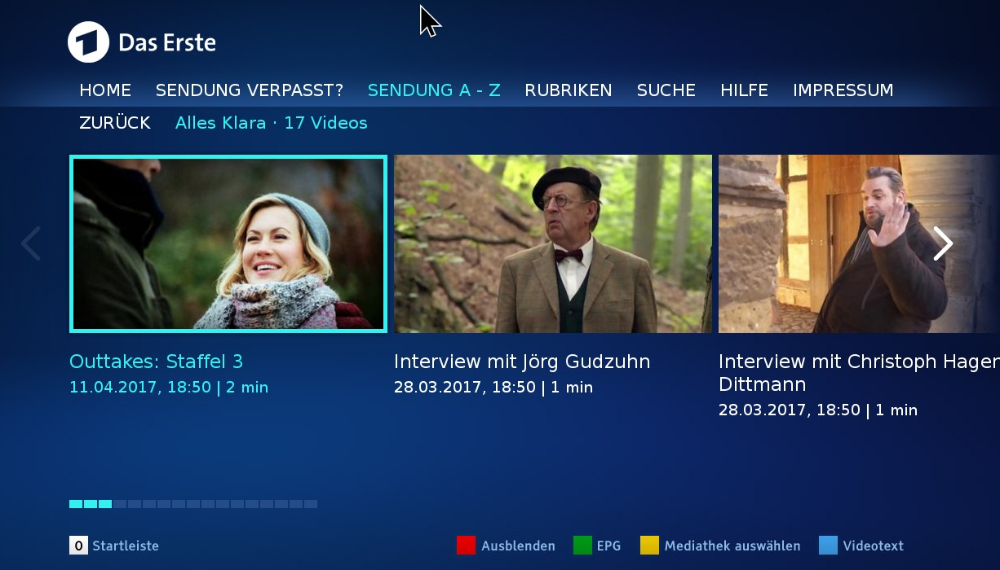 Das Erste
HOME SENDUNG VERPASST? SENDUNG A - Z RUBRIKEN SUCHE HILFE IMPRESSUM
ZURÜCK Alles Klara · 17 Videos
Outtakes: Staffel 3
11.04.2017, 18:50 | 2 min
Interview mit Jörg Gudzuhn
28.03.2017, 18:50 | 1 min
Interview mit Christoph Hagen
Dittmann
28.03.2017, 18:50 | 1 min
0 Startleiste Ausblenden EPG Mediathek auswählen Videotext